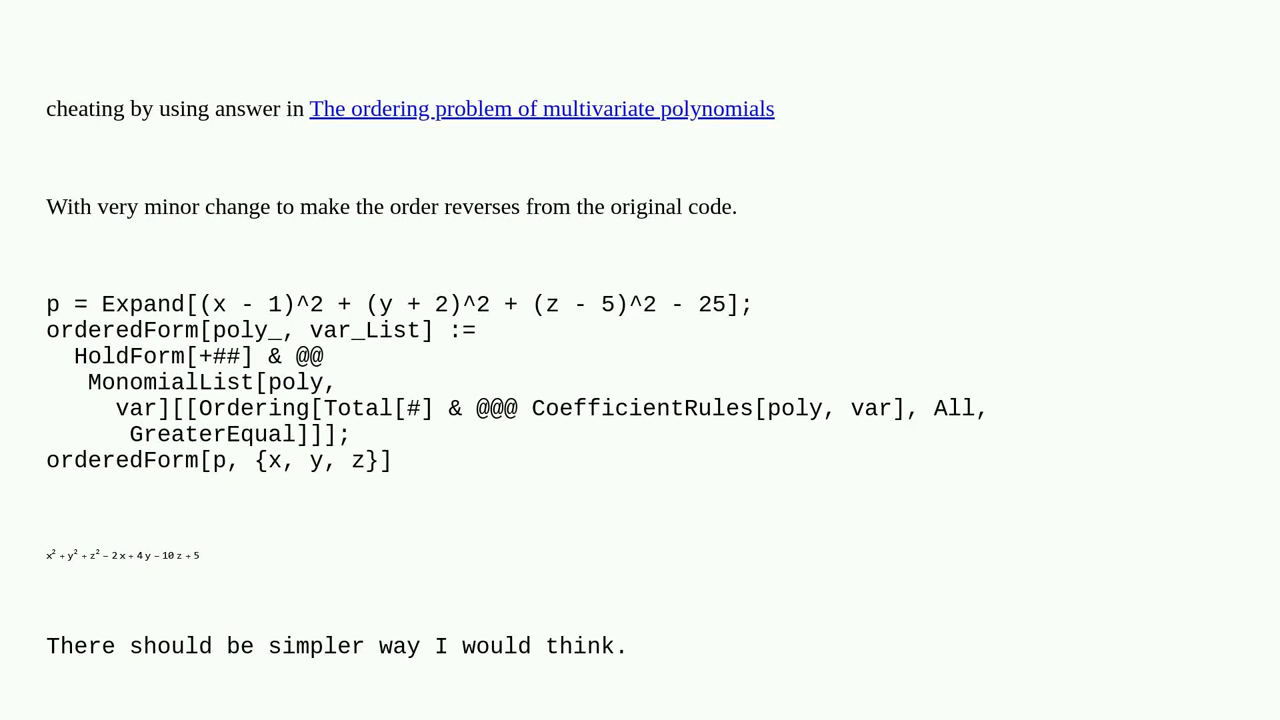 cheating by using answer in The ordering problem of multivariate polynomials
With very minor change to make the order reverses from the original code.
p = Expand[(x - 1)^2 + (y + 2)^2 + (z - 5)^2 - 25];
orderedForm[poly_, var_List] :=
  HoldForm[+##] & @@
   MonomialList[poly,
     var][[Ordering[Total[#] & @@@ CoefficientRules[poly, var], All,
      GreaterEqual]]];
orderedForm[p, {x, y, z}]
x² + y² + z² − 2 x + 4 y − 10 z + 5
There should be simpler way I would think.